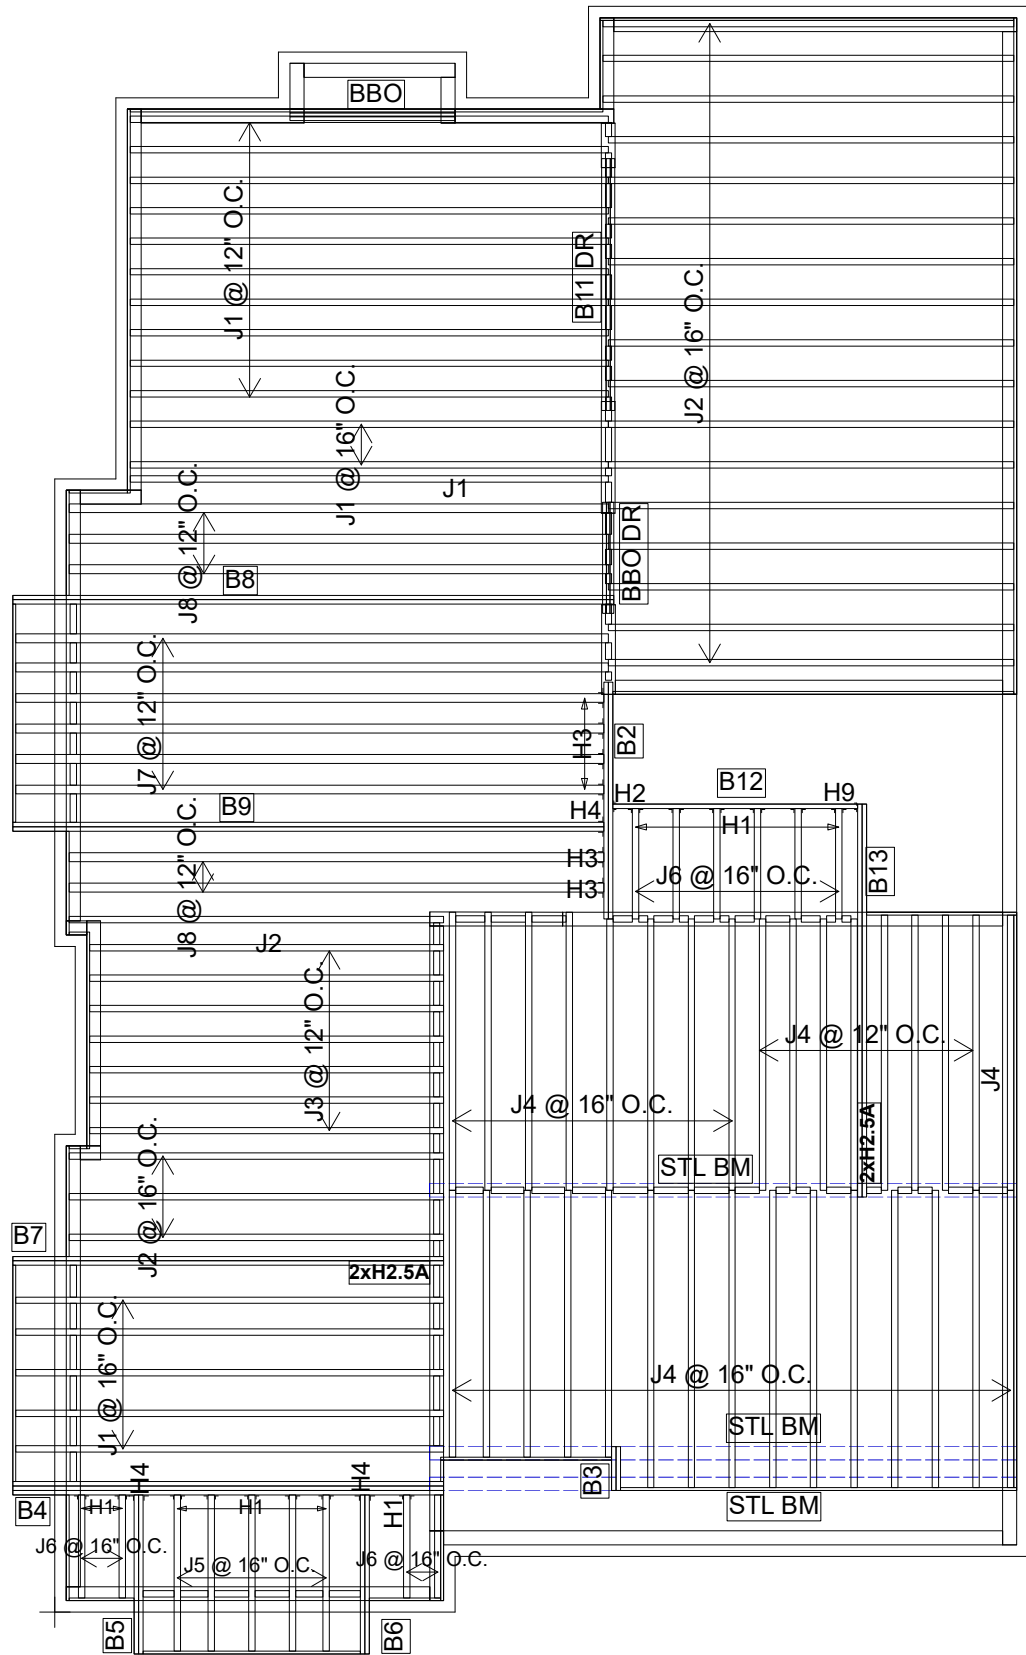 BBO
J1 @ 12" O.C.
B11 DR
J2 @ 16" O.C.
J1 @ 16" O.C.
J1
J8 @ 12" O.C.
BBO DR
B8
J7 @ 12" O.C.
H3
B2
B9
H4
H2
B12
H9
H1
H3
J8 @ 12" O.C.
H3
J6 @ 16" O.C.
B13
J2
J3 @ 12" O.C.
J4 @ 12" O.C.
J4
J4 @ 16" O.C.
2xH2.5A
STL BM
J2 @ 16" O.C.
B7
2xH2.5A
J1 @ 16" O.C.
J4 @ 16" O.C.
STL BM
B3
H4
H4
B4
H1
H1
H1
STL BM
J6 @ 16" O.C.
J5 @ 16" O.C.
J6 @ 16" O.C.
B5
B6